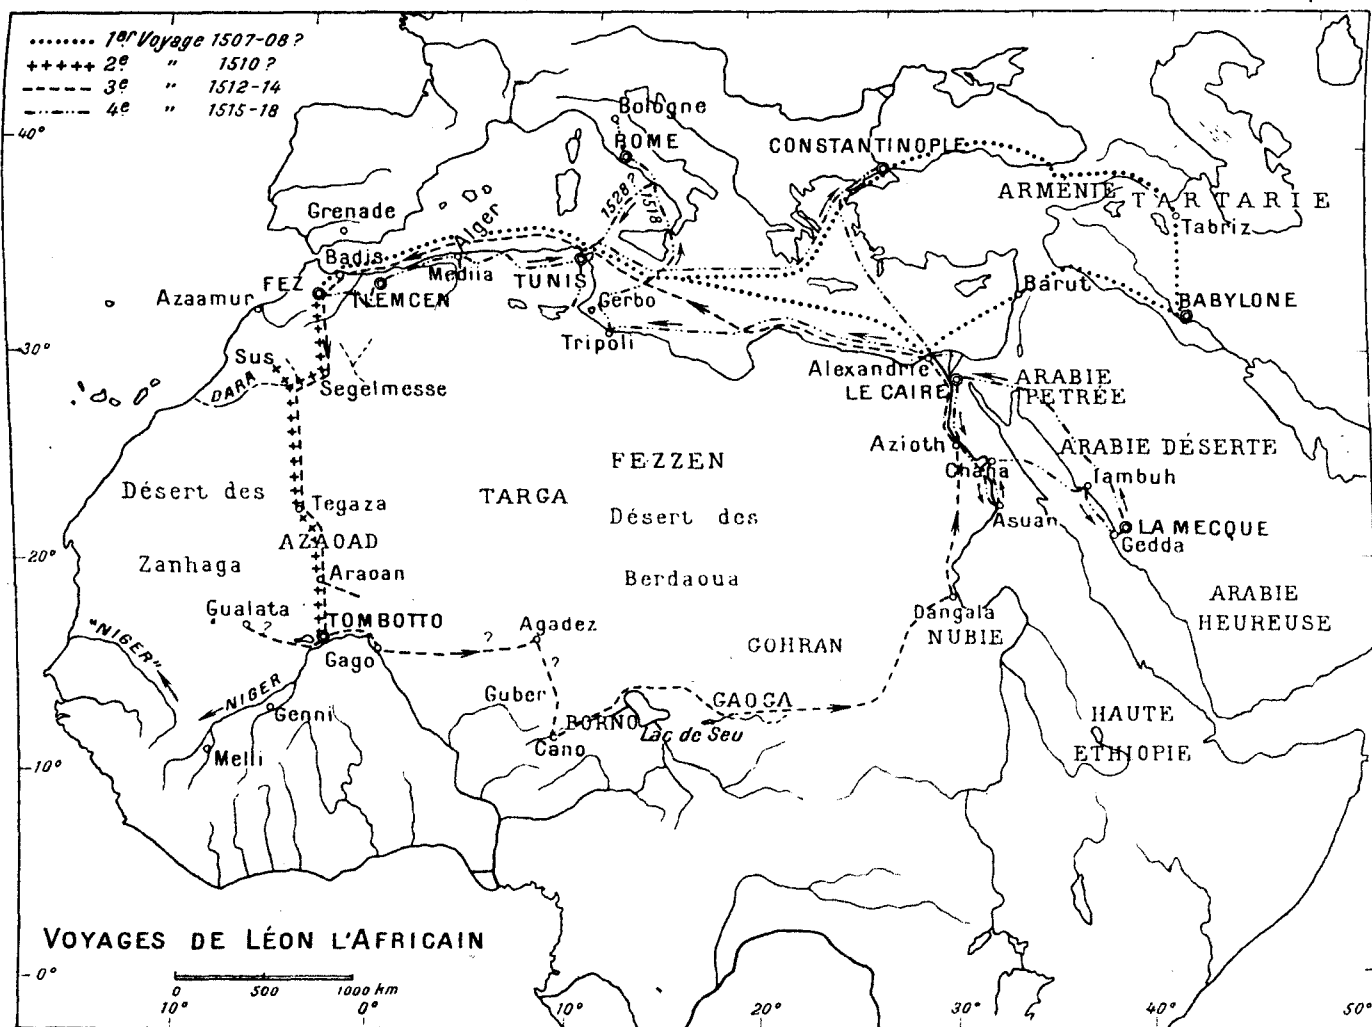 1er Voyage 1507-08 ?
2e " 1510 ?
3e " 1512-14
4e " 1515-18
40°
30°
20°
10°
0°
Bologne
ROME
1528 ?
1518
CONSTANTINOPLE
ARMENIE
TARTARIE
Tabriz
Grenade
Badis
Alger
Mediia
FEZ
TLEMCEN
TUNIS
Gerbo
Tripoli
Azaamur
Barut
BABYLONE
Sus
DARA
Segelmesse
Alexandrie
LE CAIRE
ARABIE
PETRÉE
Azioth
Chana
Asuan
ARABIE DÉSERTE
Iambuh
LA MECQUE
Gedda
FEZZEN
TARGA
Désert des
Berdaoua
Désert des
Zanhaga
Tegaza
AZAOAD
Araoan
Gualata
?
TOMBOTTO
Gago
?
Agadez
?
Dangala
NUBIE
ARABIE
HEUREUSE
"NIGER"
NIGER
Genni
Melli
Guber
BORNO
Cano
Lac de Seu
GAOGA
GOHRAN
HAUTE
ETHIOPIE
VOYAGES DE LÉON L'AFRICAIN
0 500 1000 km
10° 0° 10° 20° 30° 40° 50°